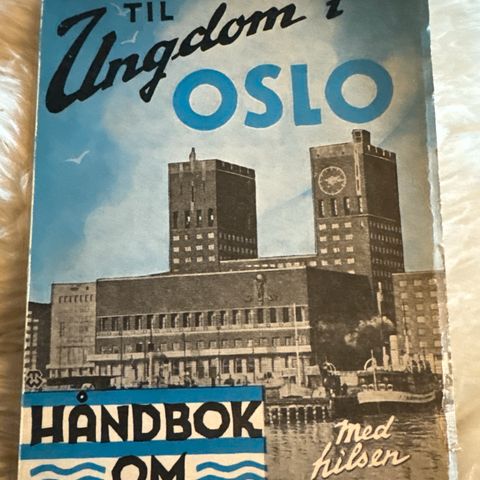 TIL
Ungdom i
OSLO
HÅNDBOK
OM
med
hilsen